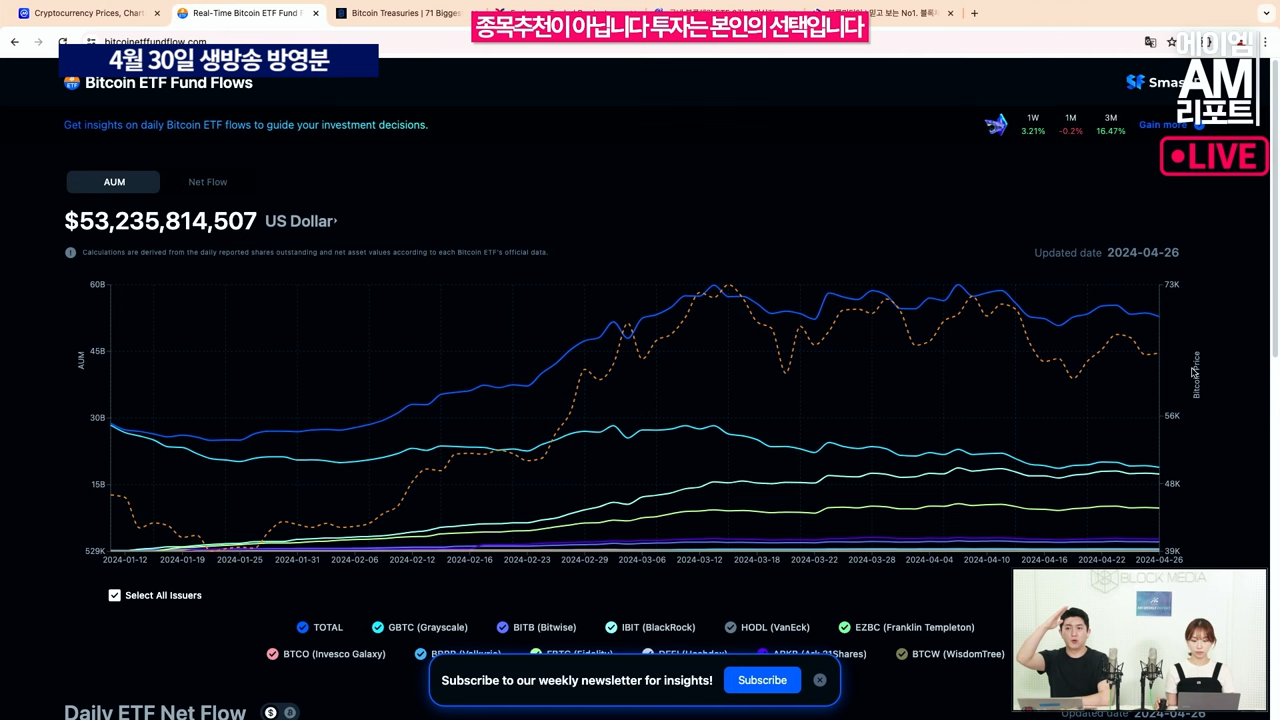 Cryptocurrency Prices, Char
Real-Time Bitcoin ETF Fund F
Bitcoin Treasuries | 71 Bigges
종목추천이 아닙니다 투자는 본인의 선택입니다
bitcoinetffundflow.com
4월 30일 생방송 방영분
에이엠
AM
리포트
LIVE
Bitcoin ETF Fund Flows
Get insights on daily Bitcoin ETF flows to guide your investment decisions.
1W 1M 3M
3.21% -0.2% 16.47%
Gain more
AUM Net Flow
$53,235,814,507 US Dollar
Calculations are derived from the daily reported shares outstanding and net asset values according to each Bitcoin ETF's official data.
Updated date 2024-04-26
60B 73K
45B
AUM
Bitcoin Price
30B 56K
15B 48K
529K 39K
2024-01-12 2024-01-19 2024-01-25 2024-01-31 2024-02-06 2024-02-12 2024-02-16 2024-02-23 2024-02-29 2024-03-06 2024-03-12 2024-03-18 2024-03-22 2024-03-28 2024-04-04 2024-04-10 2024-04-16 2024-04-22 2024-04-26
Select All Issuers
TOTAL GBTC (Grayscale) BITB (Bitwise) IBIT (BlackRock) HODL (VanEck) EZBC (Franklin Templeton)
BTCO (Invesco Galaxy) BTCW (WisdomTree)
Subscribe to our weekly newsletter for insights! Subscribe
BLOCK MEDIA
Daily ETF Net Flow
Updated date 2024-04-26